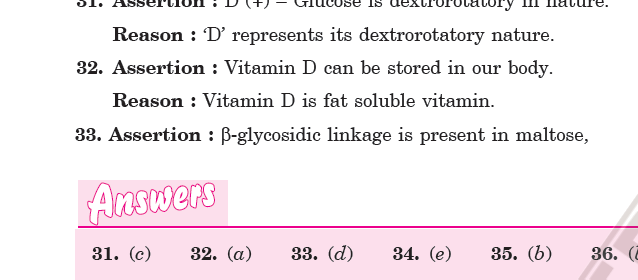 31. Assertion : D (+) – Glucose is dextrorotatory in nature.
Reason : ‘D’ represents its dextrorotatory nature.
32. Assertion : Vitamin D can be stored in our body.
Reason : Vitamin D is fat soluble vitamin.
33. Assertion : β-glycosidic linkage is present in maltose,
Answers
31. (c) 32. (a) 33. (d) 34. (e) 35. (b) 36.